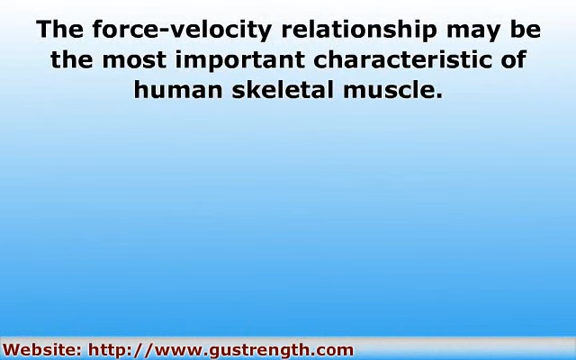 The force-velocity relationship may be
the most important characteristic of
human skeletal muscle.
Website: http://www.gustrength.com